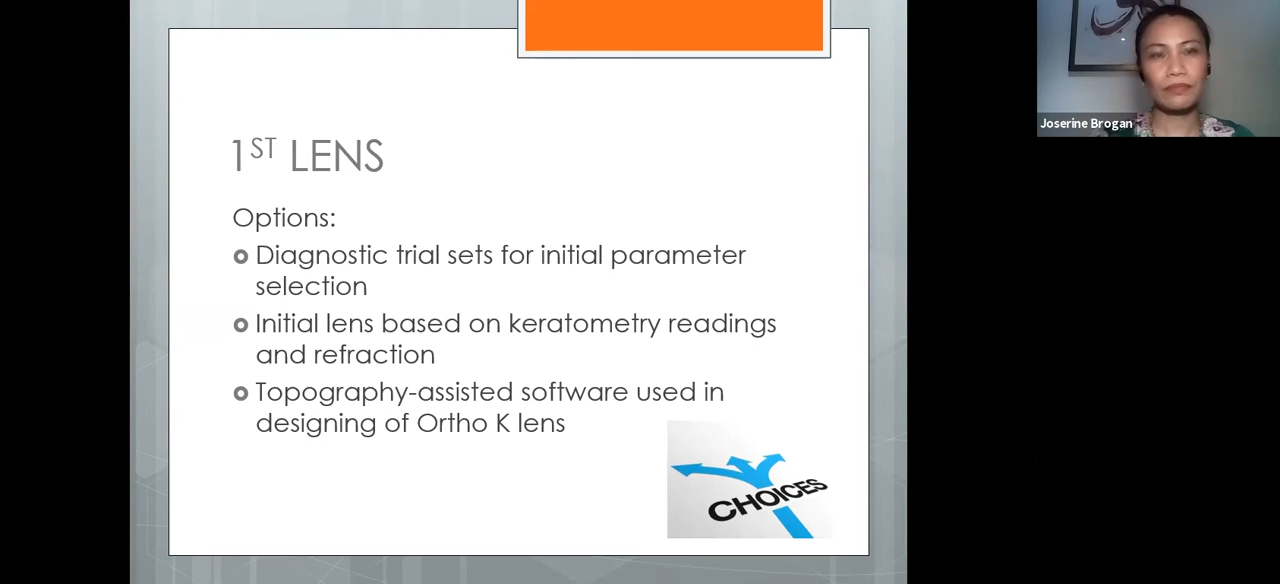 1ST LENS
Options:
Diagnostic trial sets for initial parameter
selection
Initial lens based on keratometry readings
and refraction
Topography-assisted software used in
designing of Ortho K lens
CHOICES
Joserine Brogan